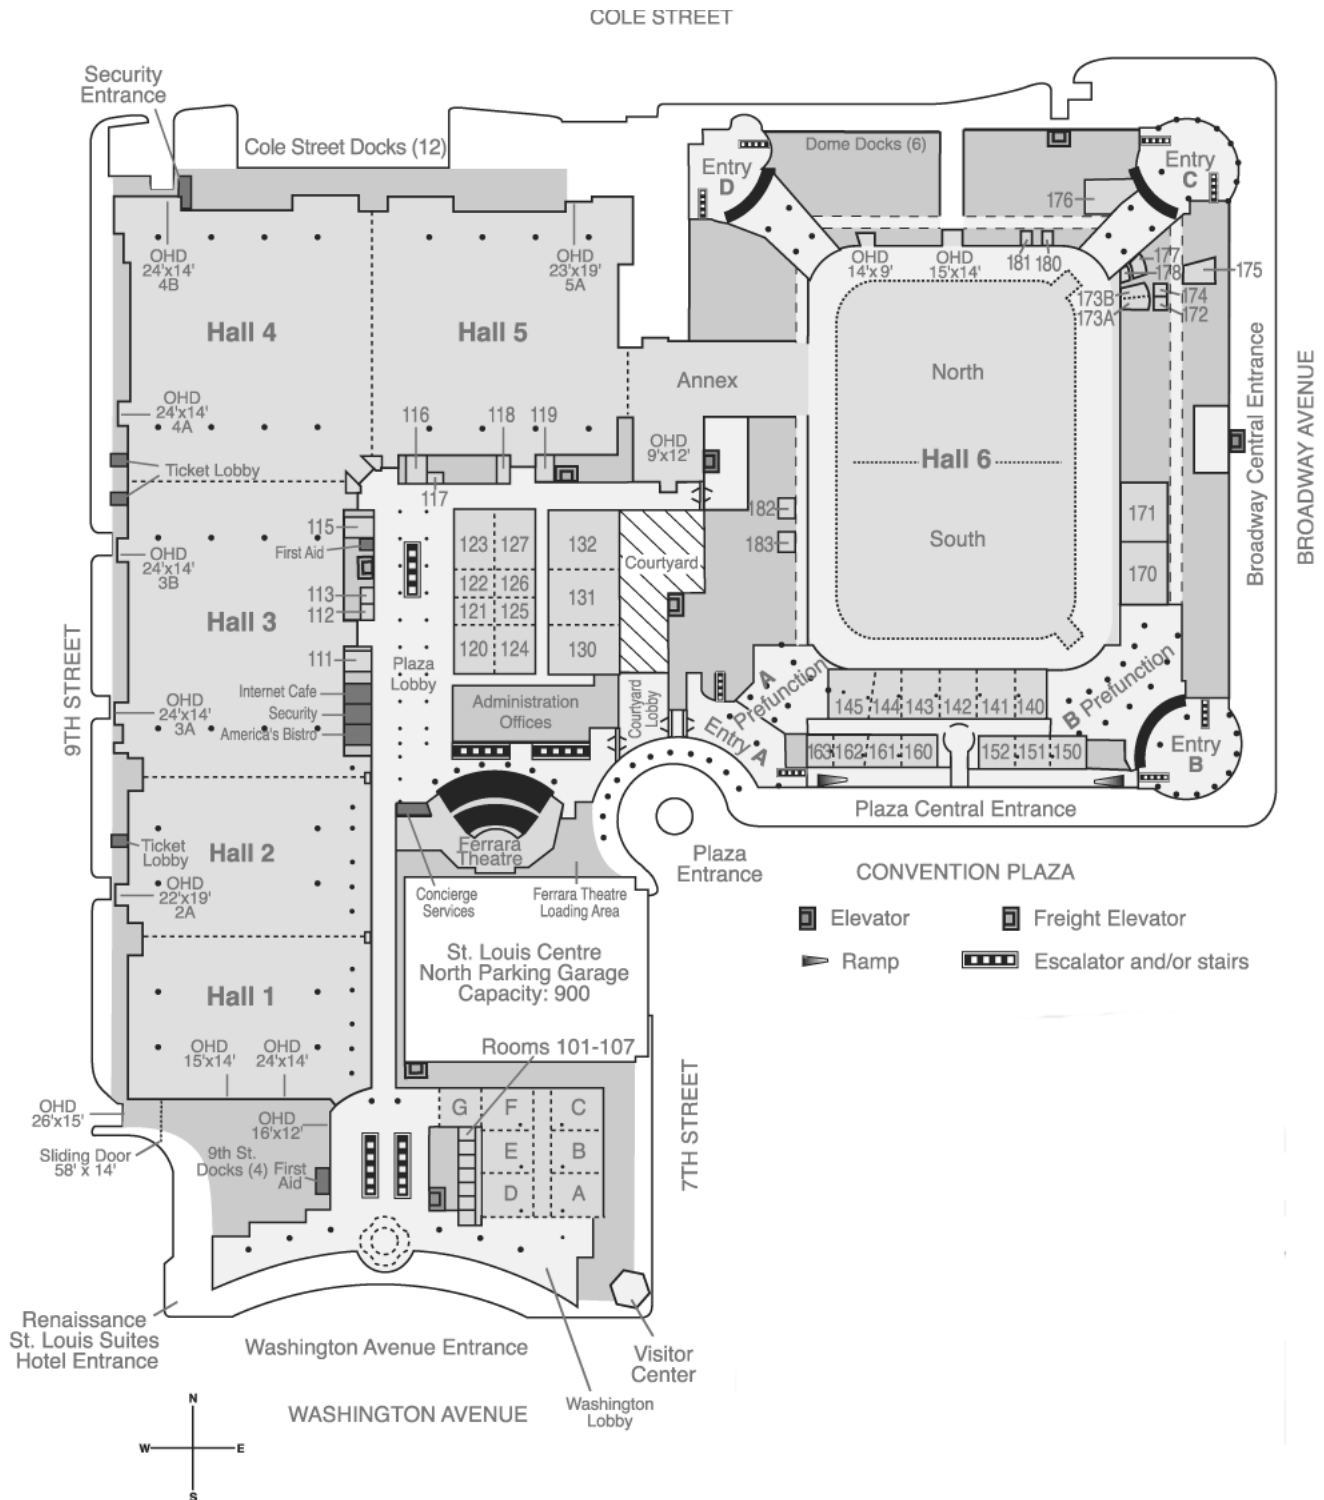 COLE STREET
Security
Entrance
Cole Street Docks (12)
Dome Docks (6)
Entry
D
Entry
C
176
OHD
24'x14'
4B
OHD
23'x19'
5A
OHD
14'x 9'
OHD
15'x14'
181
180
177
178
175
173B
173A
174
172
Hall 4
Hall 5
Annex
North
Hall 6
South
Broadway Central Entrance
BROADWAY AVENUE
OHD
24'x14'
4A
116
118
119
117
OHD
9'x12'
Ticket Lobby
182
183
171
170
115
First Aid
113
112
111
OHD
24'x14'
3B
Hall 3
123
127
132
122
126
121
125
131
120
124
130
Courtyard
9TH STREET
Plaza
Lobby
Internet Cafe
Security
America's Bistro
OHD
24'x14'
3A
Administration
Offices
Courtyard
Lobby
A
Prefunction
Entry A
145
144
143
142
141
140
B Prefunction
163
162
161
160
152
151
150
Entry
B
Plaza Central Entrance
Ticket
Lobby
Hall 2
OHD
22'x19'
2A
Ferrara
Theatre
Plaza
Entrance
Concierge
Services
Ferrara Theatre
Loading Area
CONVENTION PLAZA
Elevator
Freight Elevator
Ramp
Escalator and/or stairs
St. Louis Centre
North Parking Garage
Capacity: 900
Hall 1
OHD
15'x14'
OHD
24'x14'
Rooms 101-107
7TH STREET
OHD
26'x15'
OHD
16'x12'
Sliding Door
58' x 14'
9th St.
Docks (4)
First
Aid
G
F
C
E
B
D
A
Renaissance
St. Louis Suites
Hotel Entrance
Washington Avenue Entrance
Visitor
Center
Washington
Lobby
WASHINGTON AVENUE
N
W
E
S